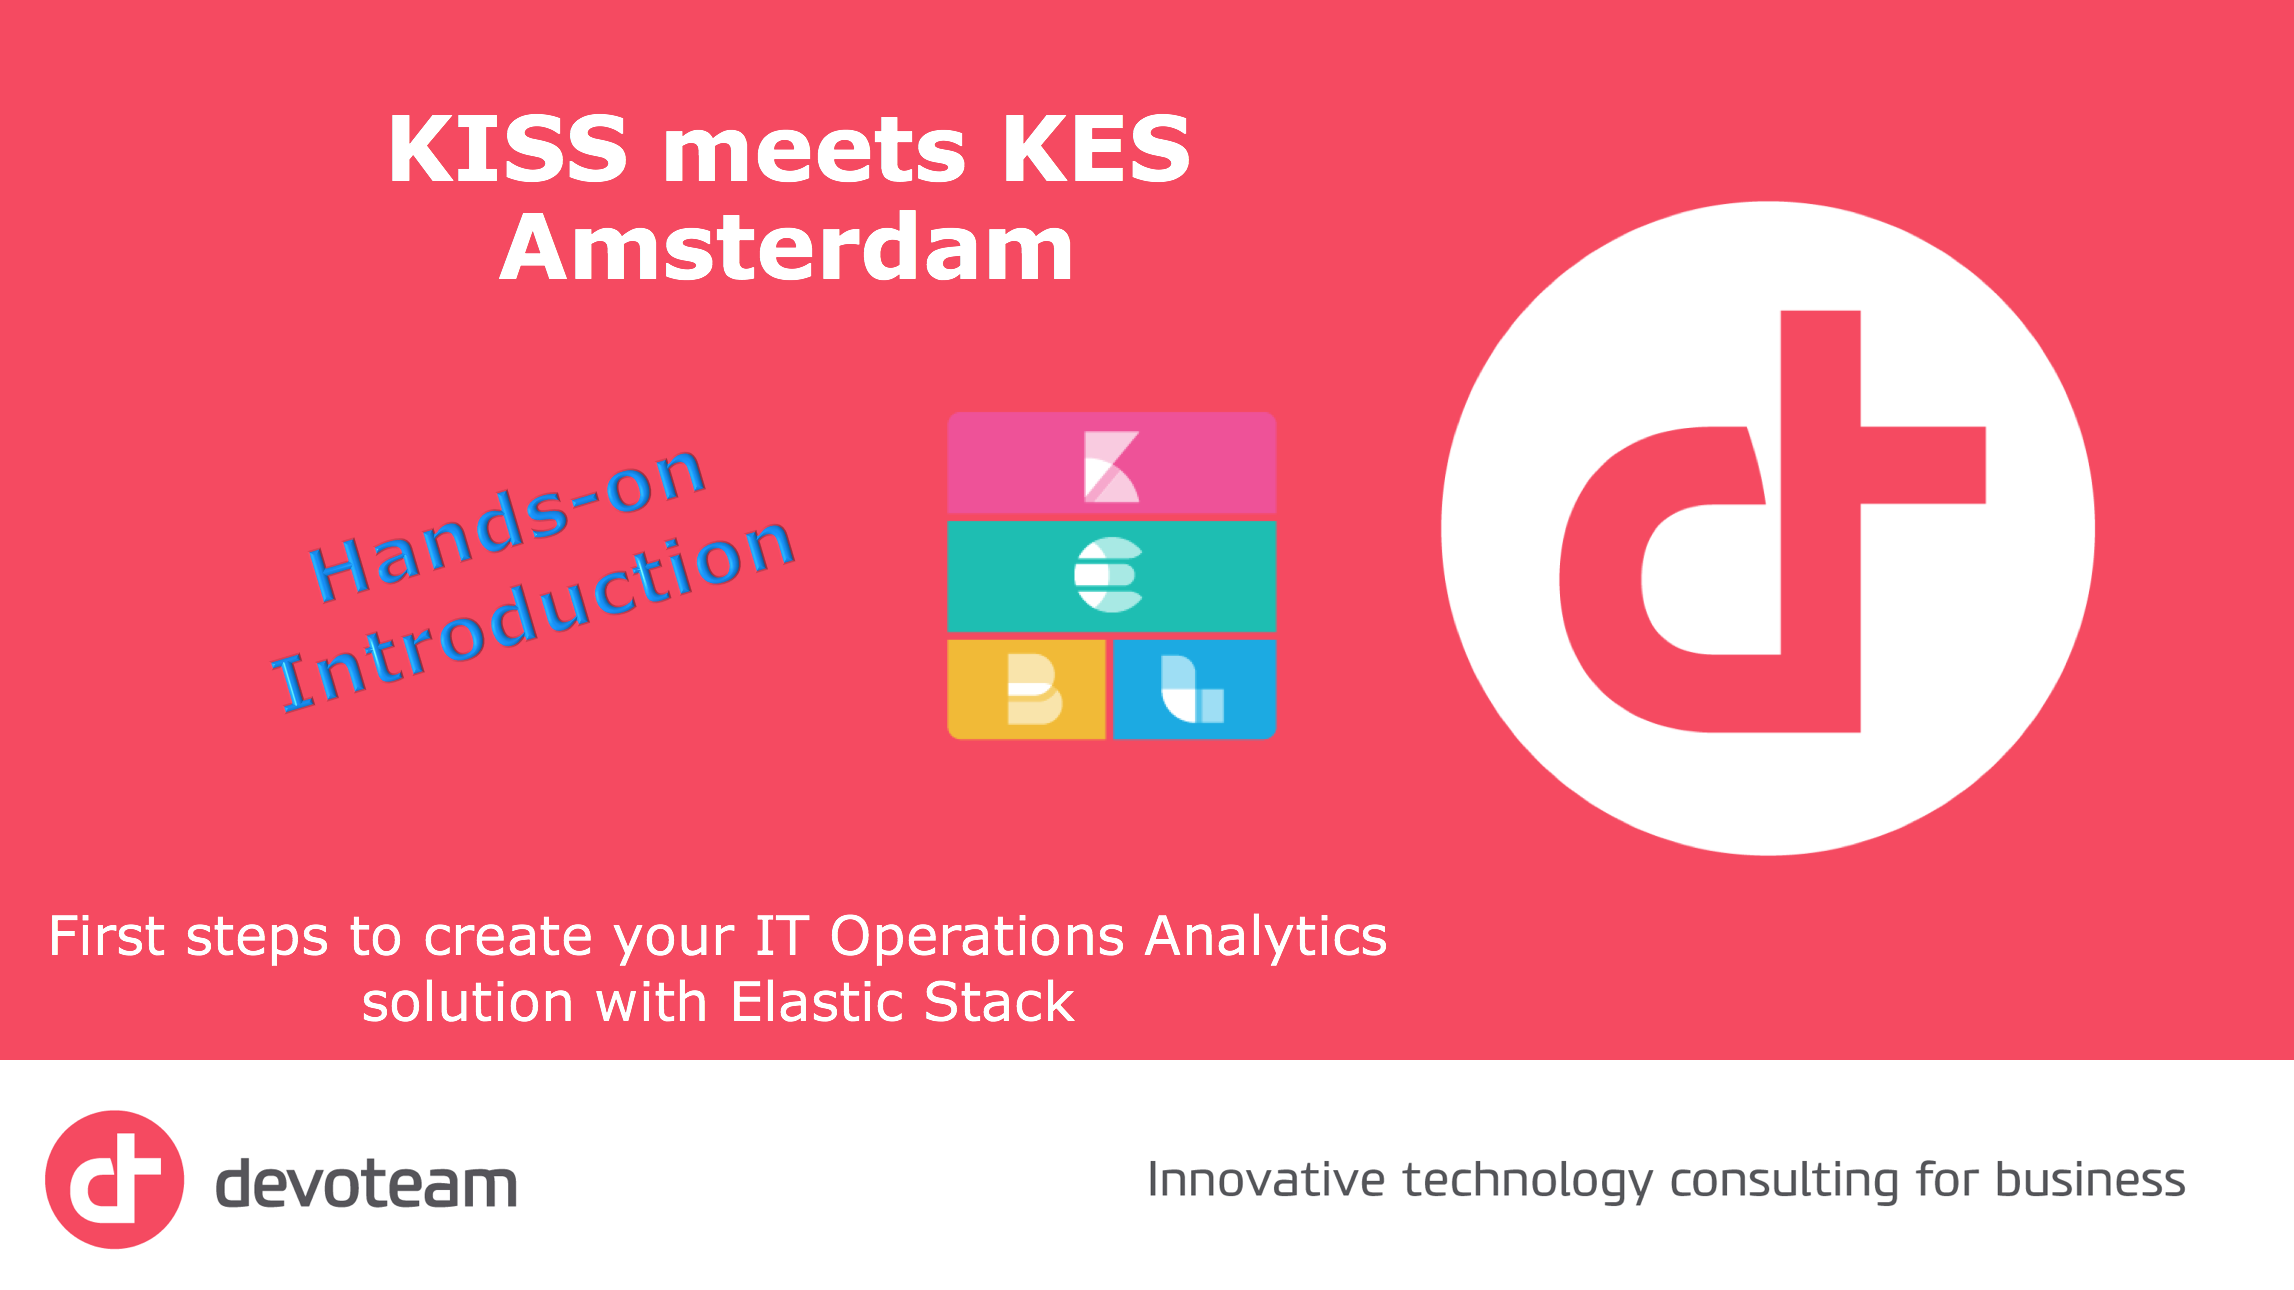 KISS meets KES
Amsterdam
Hands-on
Introduction
K
E
B
L
First steps to create your IT Operations Analytics
solution with Elastic Stack
dt
devoteam
Innovative technology consulting for business